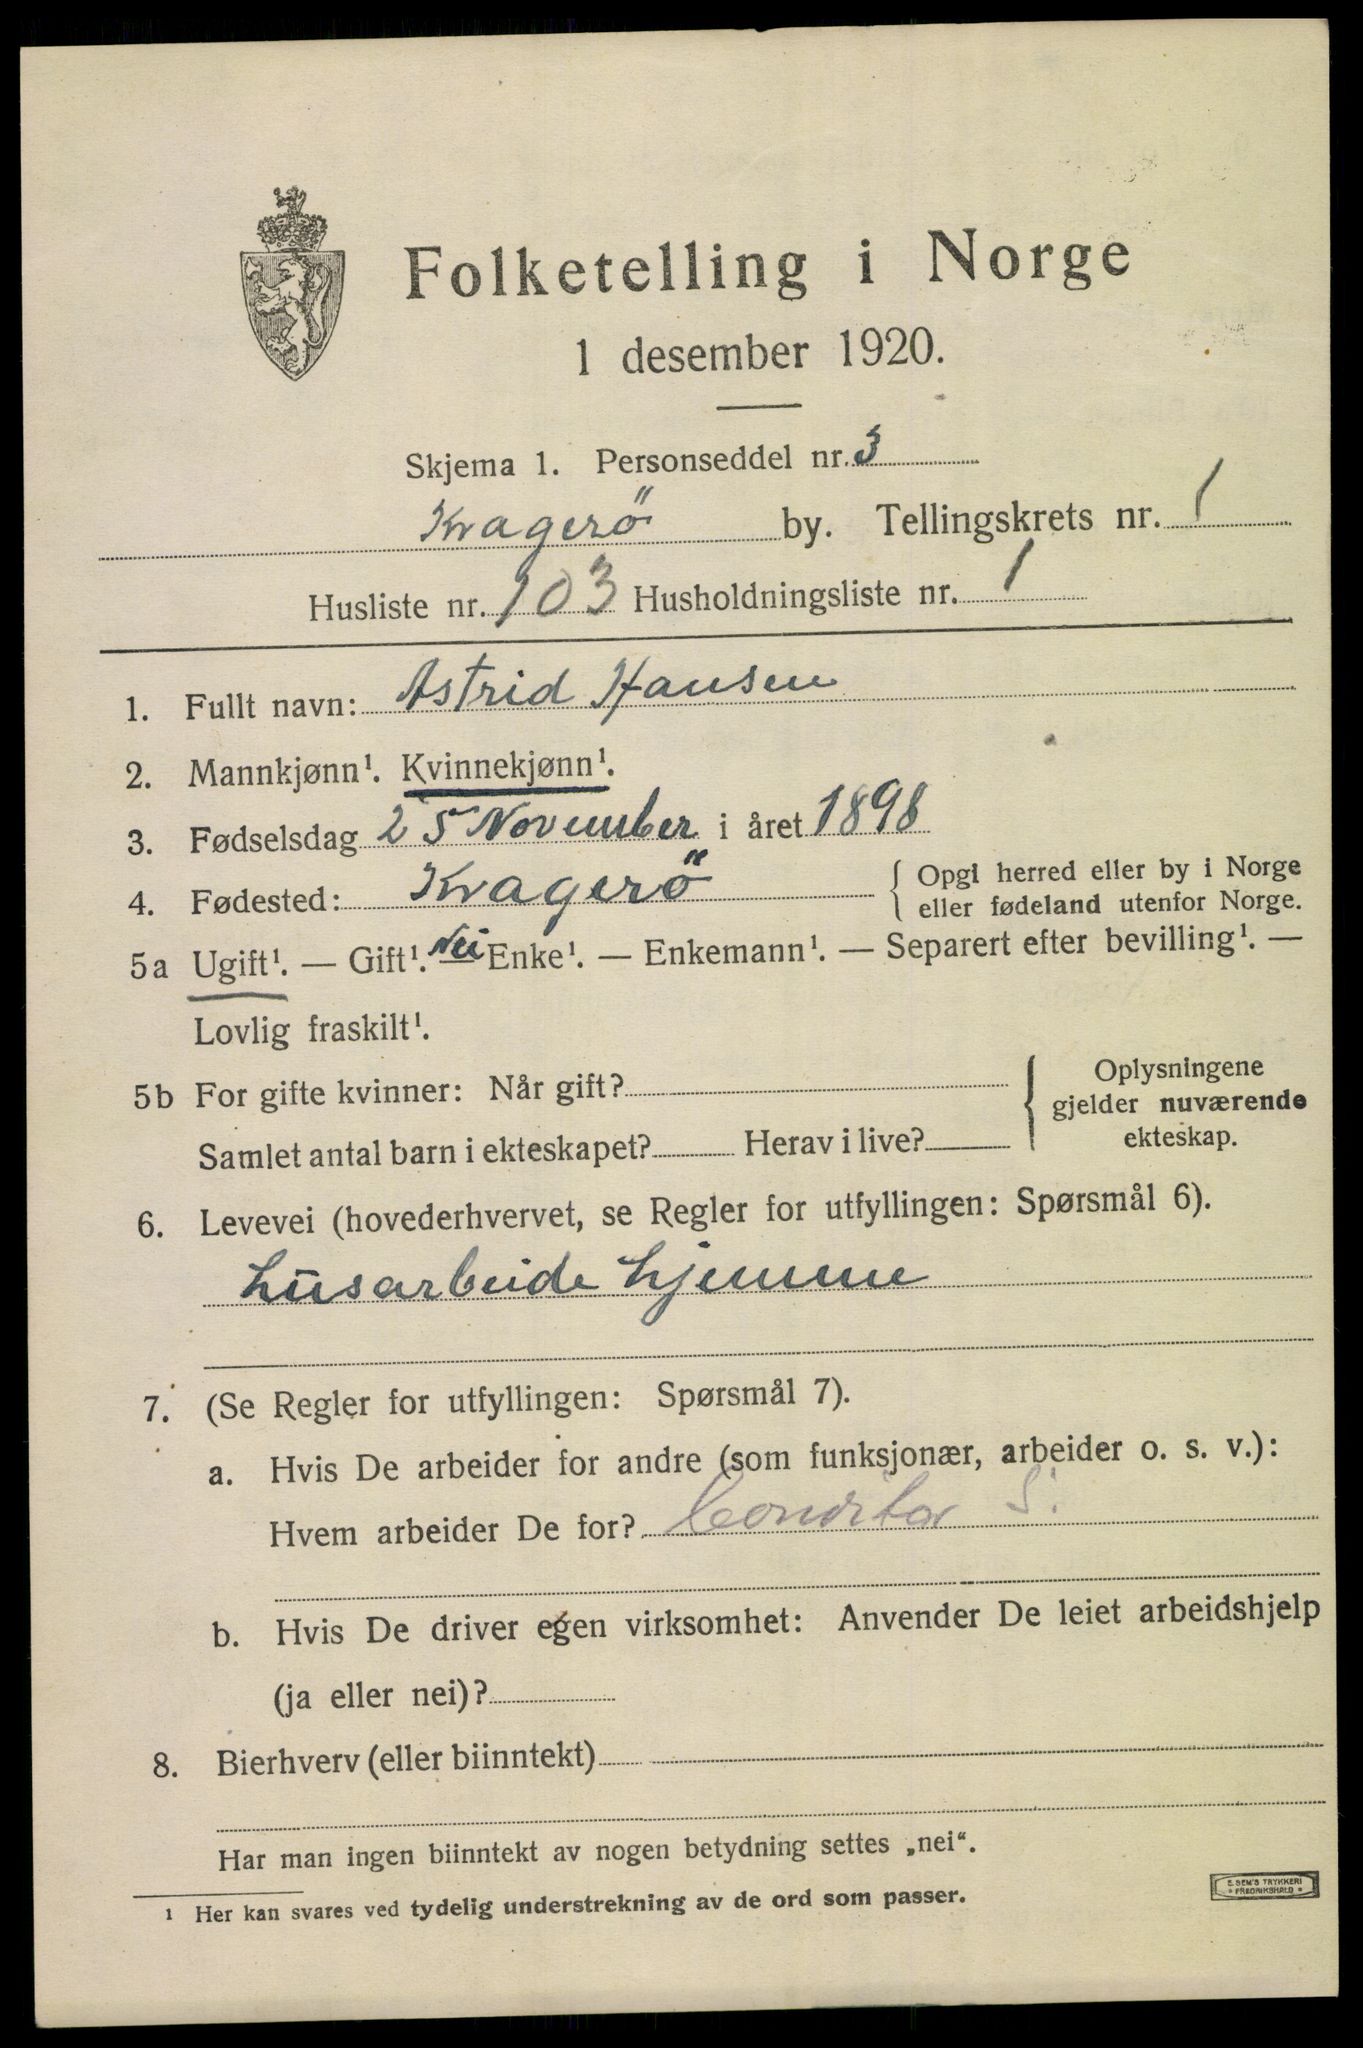 Folketelling i Norge
1 desember 1920.
Skjema 1. Personseddel nr. 3
Kragerö by. Tellingskrets nr. 1
Husliste nr. 103 Husholdningsliste nr. 1
1. Fullt navn: Astrid Hansen
2. Mannkjønn¹. Kvinnekjønn¹.
3. Fødselsdag 25 November i året 1898
4. Fødested: Kragerö { Opgi herred eller by i Norge
eller fødeland utenfor Norge.
5a Ugift¹. — Gift¹. Nei — Enke¹. — Enkemann¹. — Separert efter bevilling¹. —
Lovlig fraskilt¹.
5b For gifte kvinner: Når gift?
Samlet antal barn i ekteskapet? Herav i live?
{ Oplysningene
gjelder nuværende
ekteskap.
6. Levevei (hovederhvervet, se Regler for utfyllingen: Spørsmål 6).
husarbeide hjemme
7. (Se Regler for utfyllingen: Spørsmål 7).
a. Hvis De arbeider for andre (som funksjonær, arbeider o. s. v.):
Hvem arbeider De for? Conditor S.
b. Hvis De driver egen virksomhet: Anvender De leiet arbeidshjelp
(ja eller nei)?
8. Bierhverv (eller biinntekt)
Har man ingen biinntekt av nogen betydning settes „nei“.
¹ Her kan svares ved tydelig understrekning av de ord som passer.
E. SEM'S TRYKKERI
* FREDRIKSHALD *